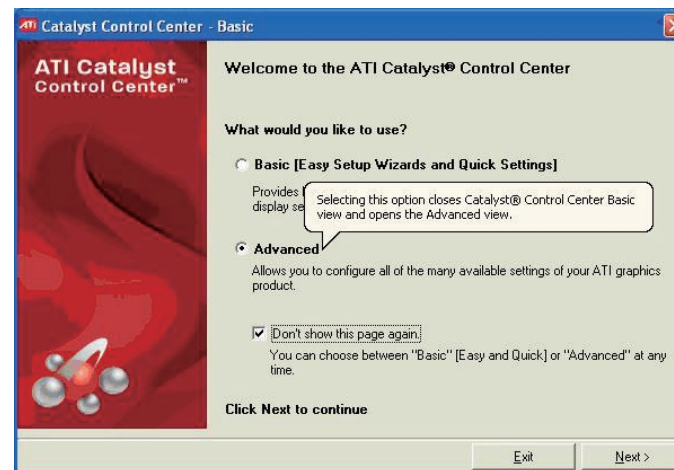 ATI Catalyst Control Center - Basic
ATI Catalyst
Control Center™
Welcome to the ATI Catalyst® Control Center
What would you like to use?
Basic [Easy Setup Wizards and Quick Settings]
Provides
display se
Selecting this option closes Catalyst® Control Center Basic
view and opens the Advanced view.
Advanced
Allows you to configure all of the many available settings of your ATI graphics
product.
Don't show this page again.
You can choose between "Basic" [Easy and Quick] or "Advanced" at any
time.
Click Next to continue
Exit
Next >